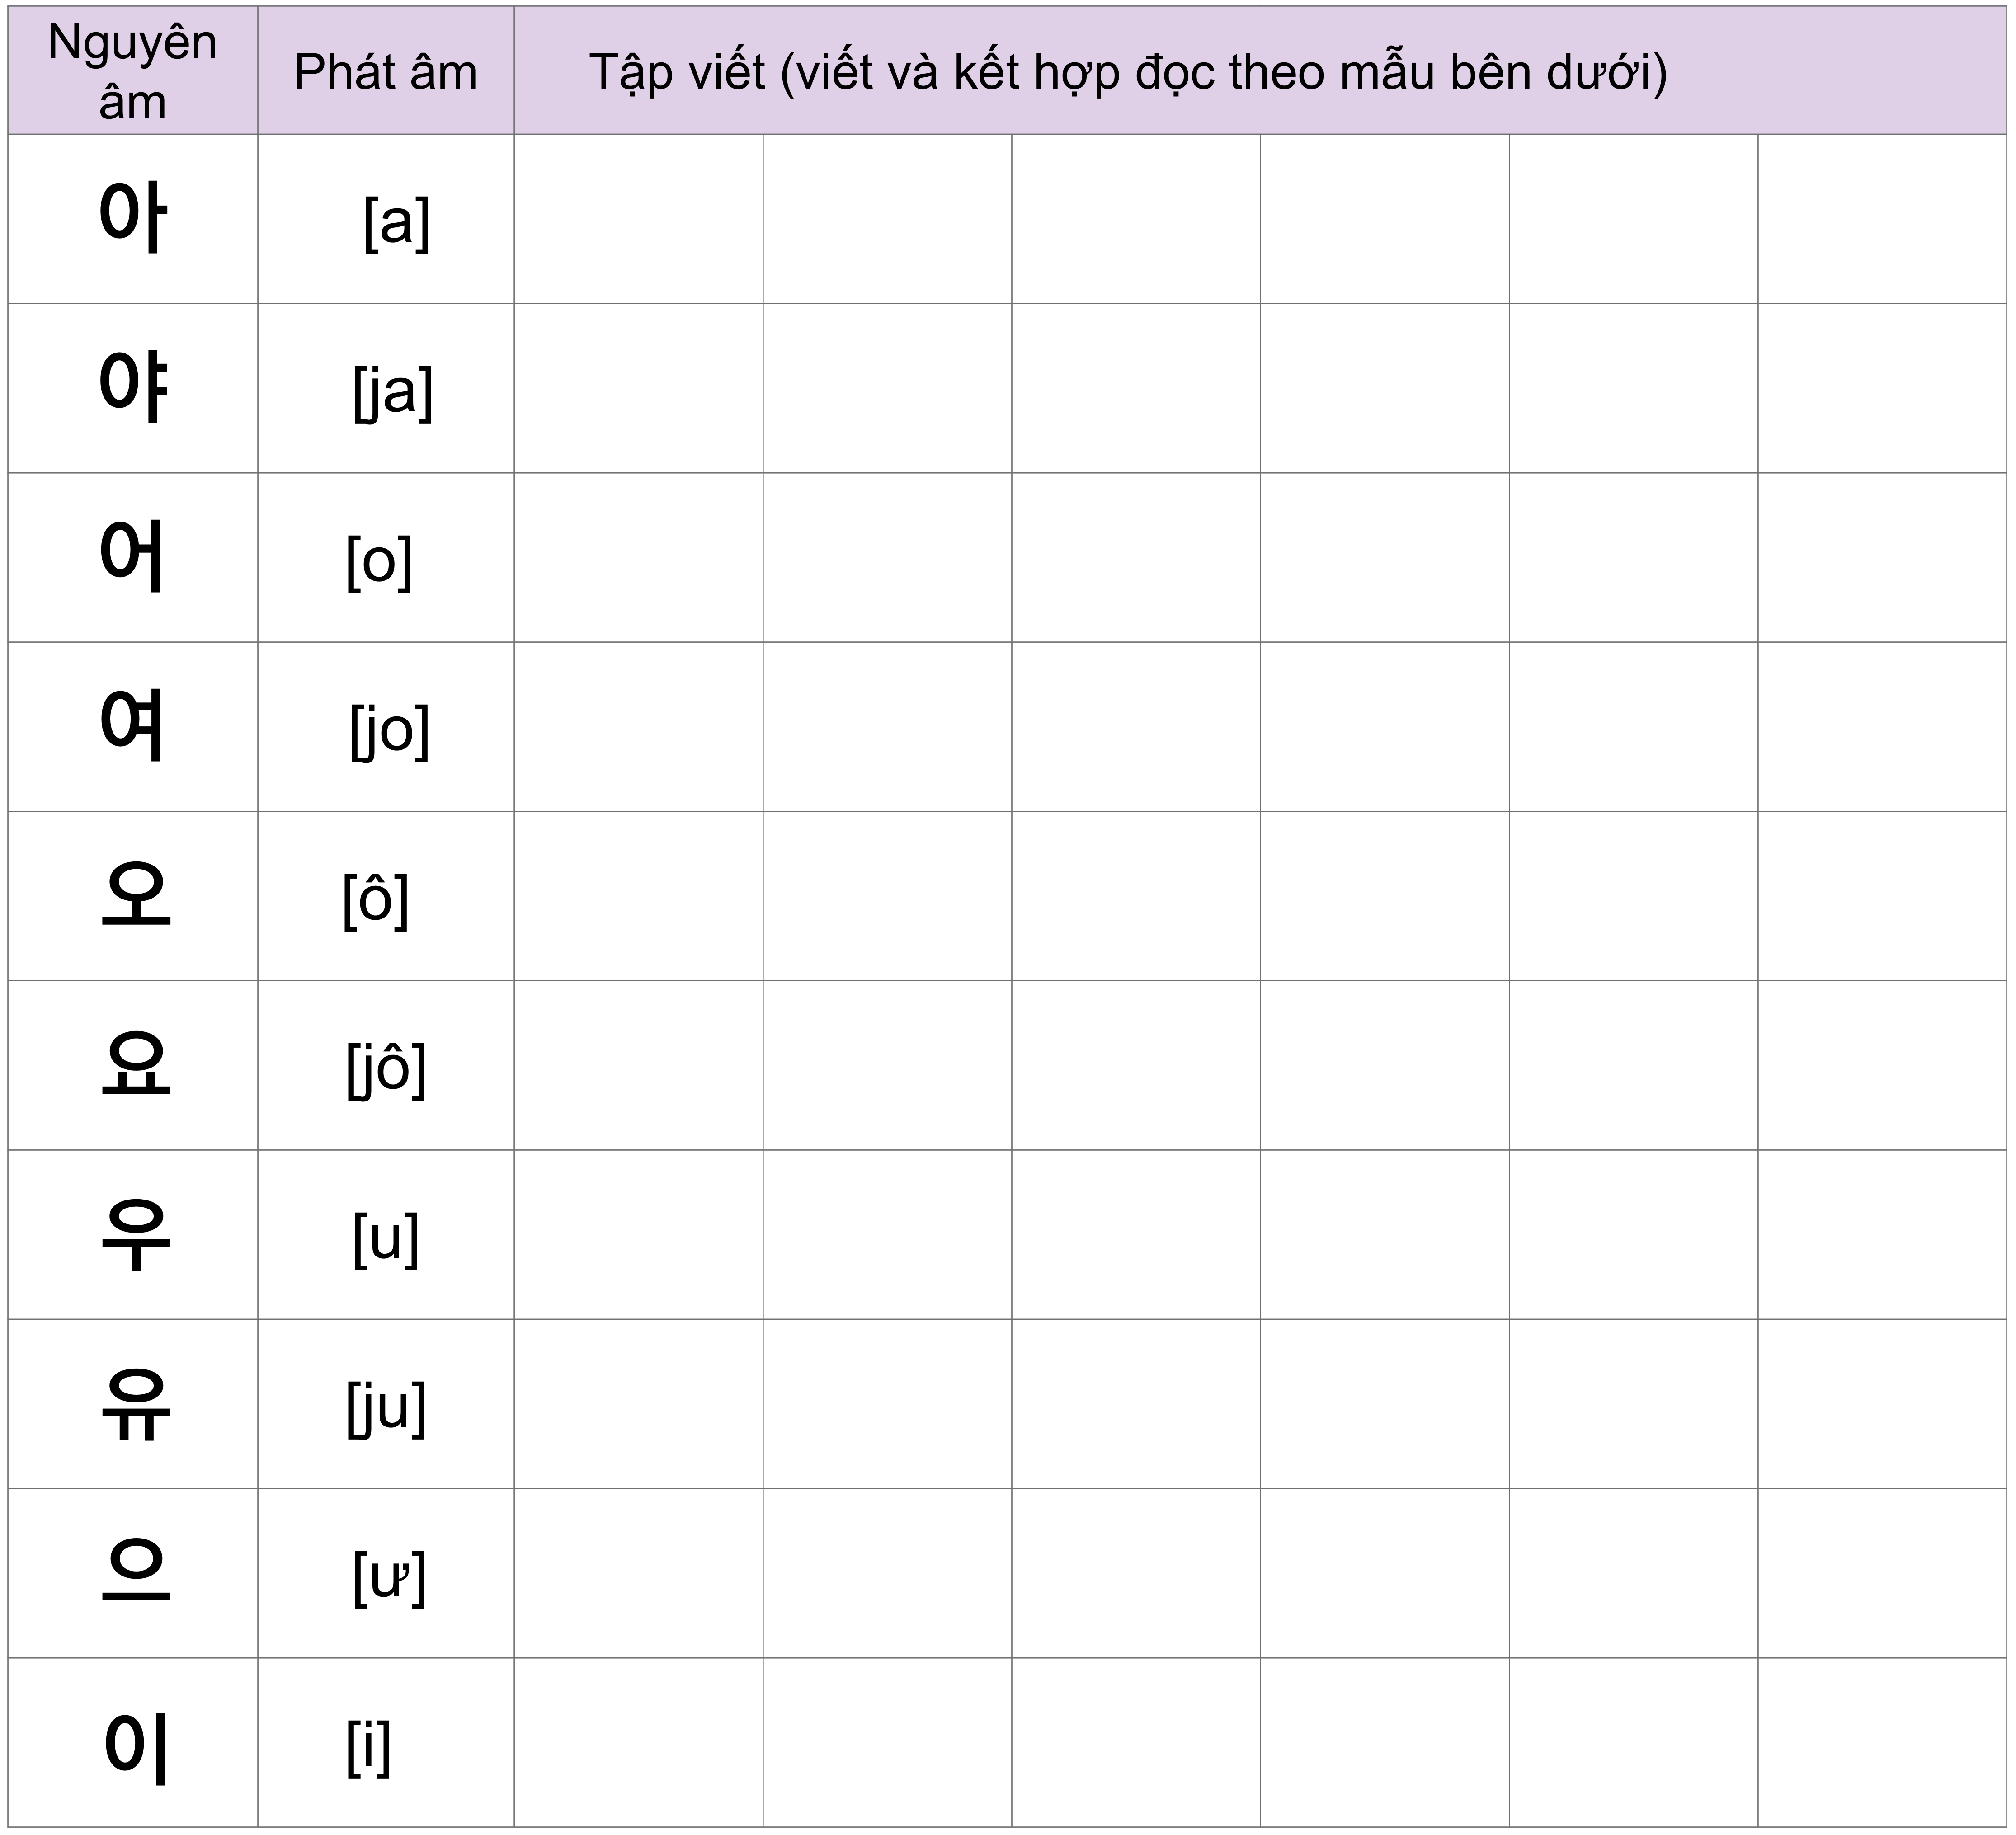 Nguyên âm Phát âm Tập viết (viết và kết hợp đọc theo mẫu bên dưới)
아 [a]
야 [ja]
어 [o]
여 [jo]
오 [ô]
요 [jô]
우 [u]
유 [ju]
으 [ư]
이 [i]